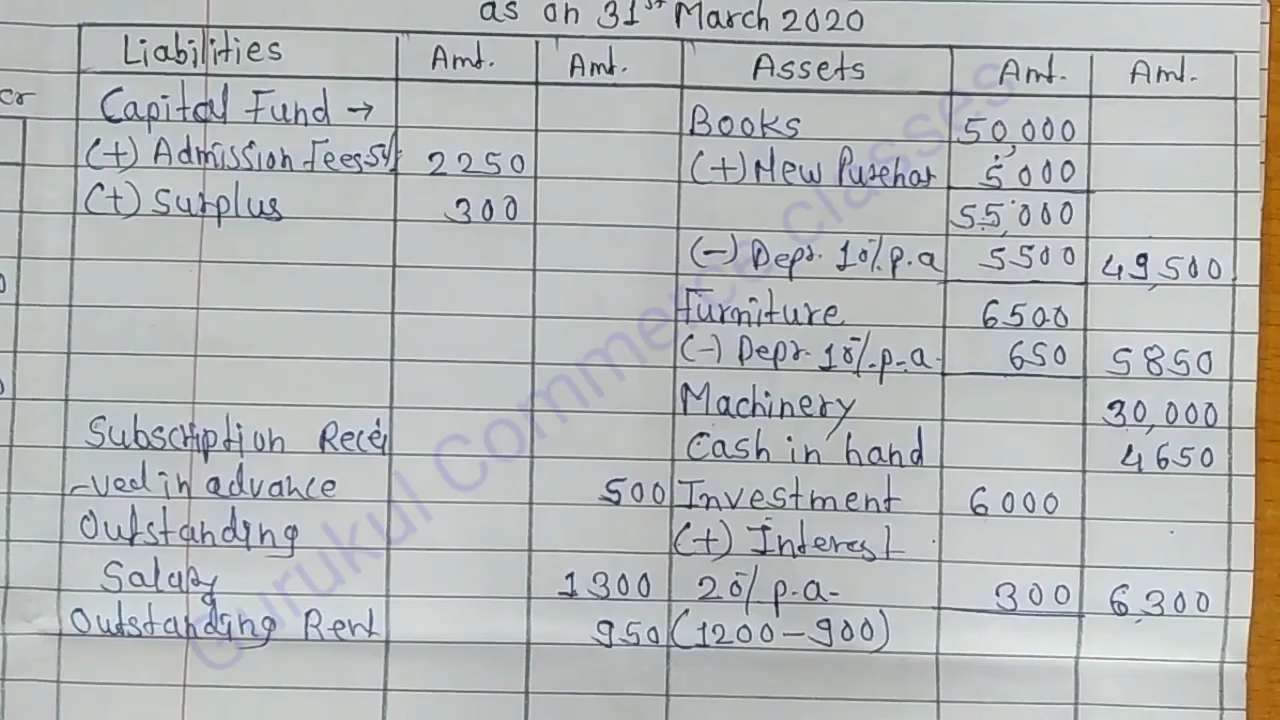 as on 31st March 2020
Liabilities Amt. Amt. Assets Amt. Amt.
Capital Fund → Books 50,000
(+) Admission Fees 2250 (+) New 5000
(+) Surplus 300 55,000
(-) Depr. 10% p.a 5500 49,500
Furniture 6500
(-) Depr. 10% p.a. 650 5850
Machinery 30,000
Subscription Recei Cash in hand 4650
-ved in advance 500 Investment 6000
Outstanding (+) Interest
Salary 1300 20% p.a. 300 6,300
Outstanding Rent 950 (1200-900)
Gurukul Commerce Classes